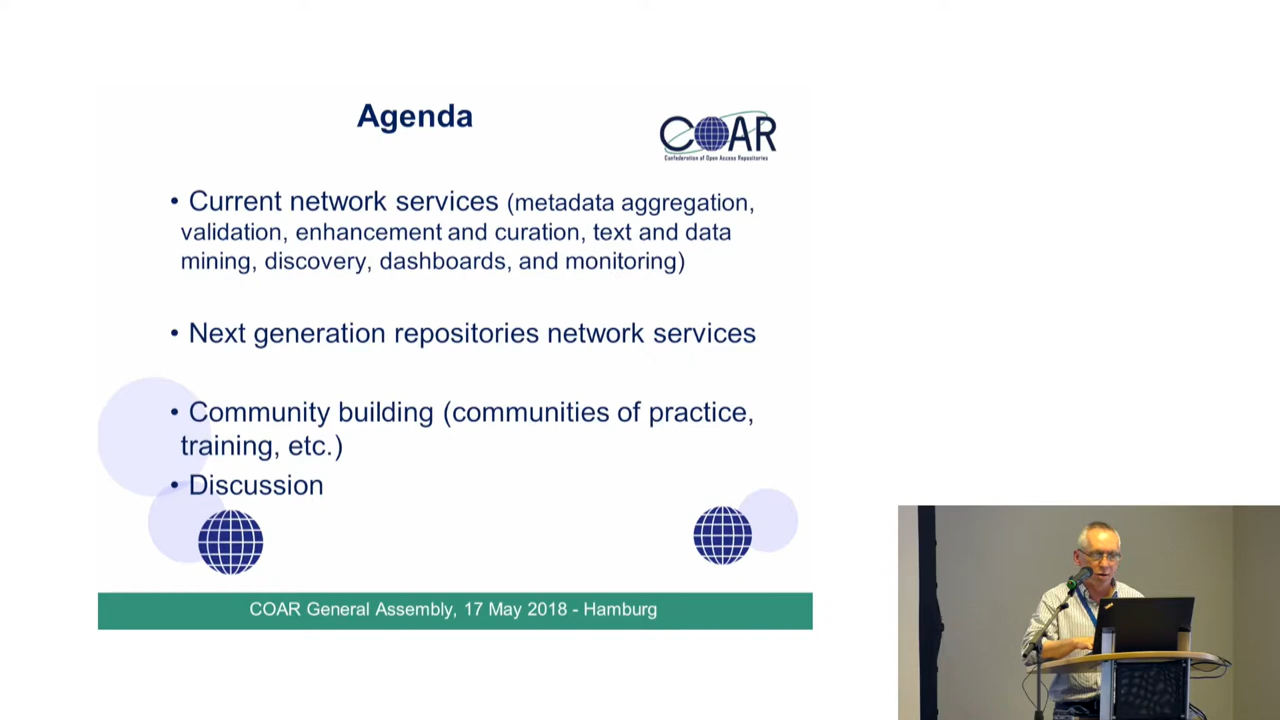 Agenda
COAR
Confederation of Open Access Repositories
• Current network services (metadata aggregation,
validation, enhancement and curation, text and data
mining, discovery, dashboards, and monitoring)
• Next generation repositories network services
• Community building (communities of practice,
training, etc.)
• Discussion
COAR General Assembly, 17 May 2018 - Hamburg